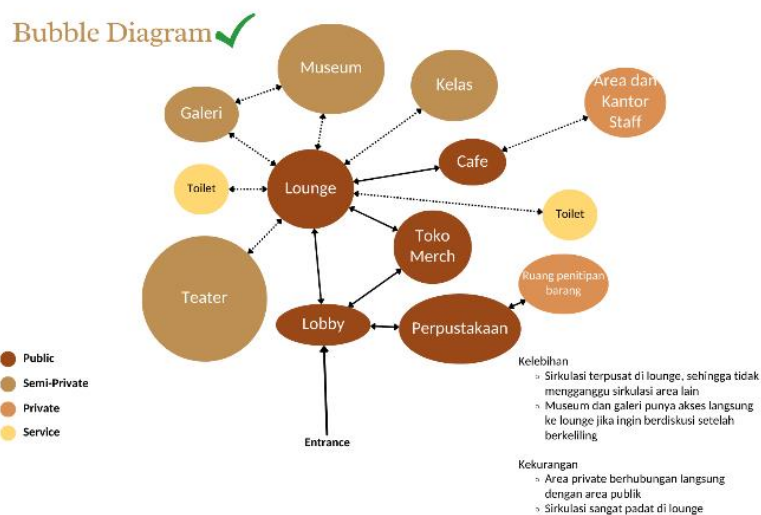 Bubble Diagram
Museum
Kelas
Area dan
Kantor
Staff
Galeri
Cafe
Toilet
Lounge
Toilet
Toko
Merch
Teater
Ruang penitipan
barang
Lobby
Perpustakaan
Public
Semi-Private
Private
Service
Entrance
Kelebihan
Sirkulasi terpusat di lounge, sehingga tidak
mengganggu sirkulasi area lain
Museum dan galeri punya akses langsung
ke lounge jika ingin berdiskusi setelah
berkeliling
Kekurangan
Area private berhubungan langsung
dengan area publik
Sirkulasi sangat padat di lounge